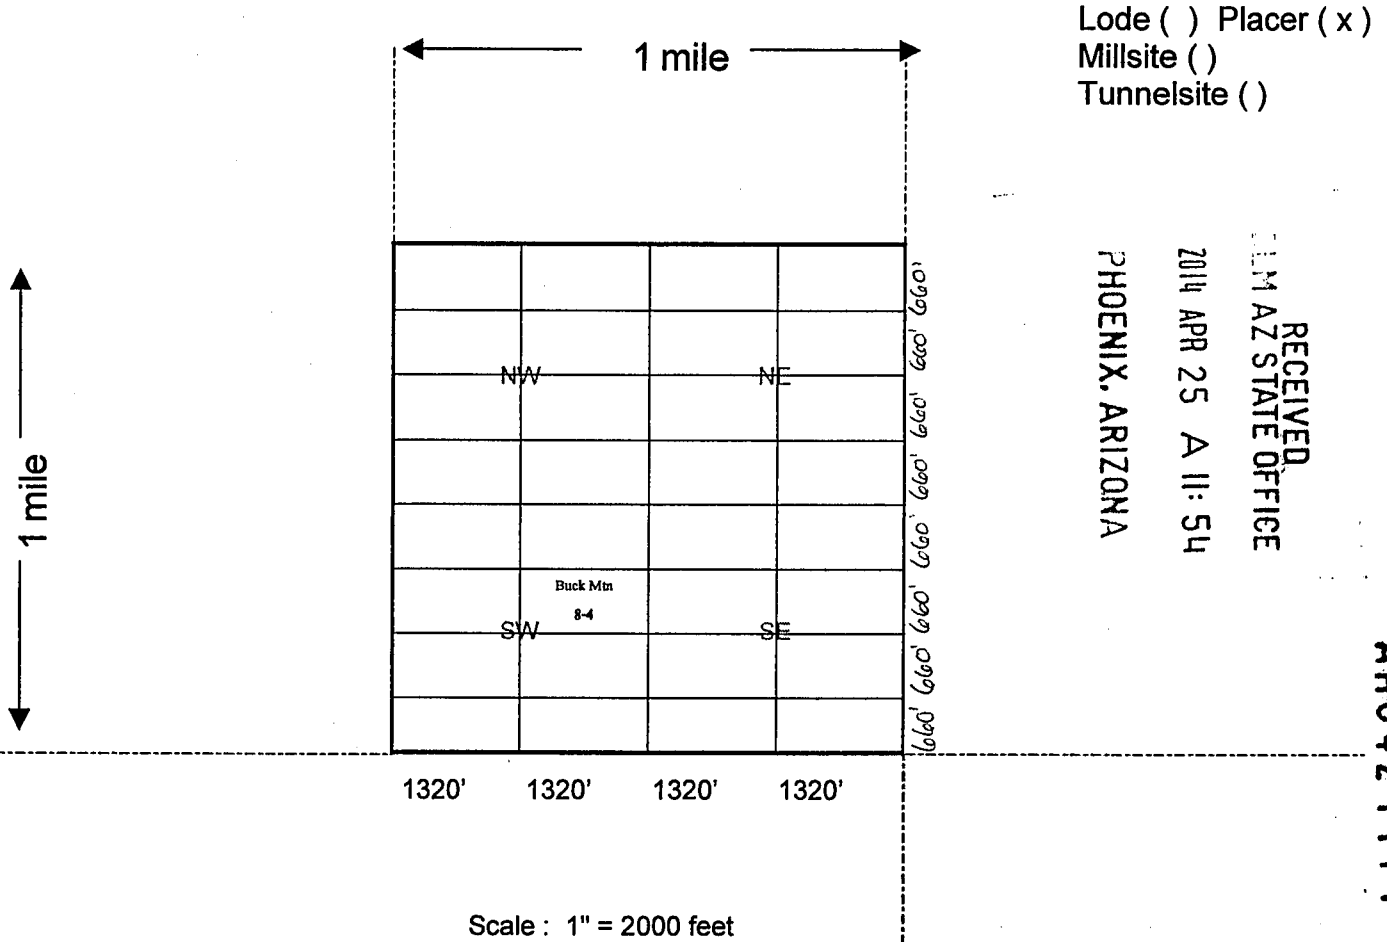 Lode ( ) Placer ( x )
Millsite ( )
Tunnelsite ( )
1 mile
1 mile
NW
NE
Buck Mtn
8-4
SW
SE
660'
660'
660'
660'
660'
660'
660'
660'
1320' 1320' 1320' 1320'
Scale : 1" = 2000 feet
RECEIVED
LM AZ STATE OFFICE
2014 APR 25 A 11: 54
PHOENIX, ARIZONA